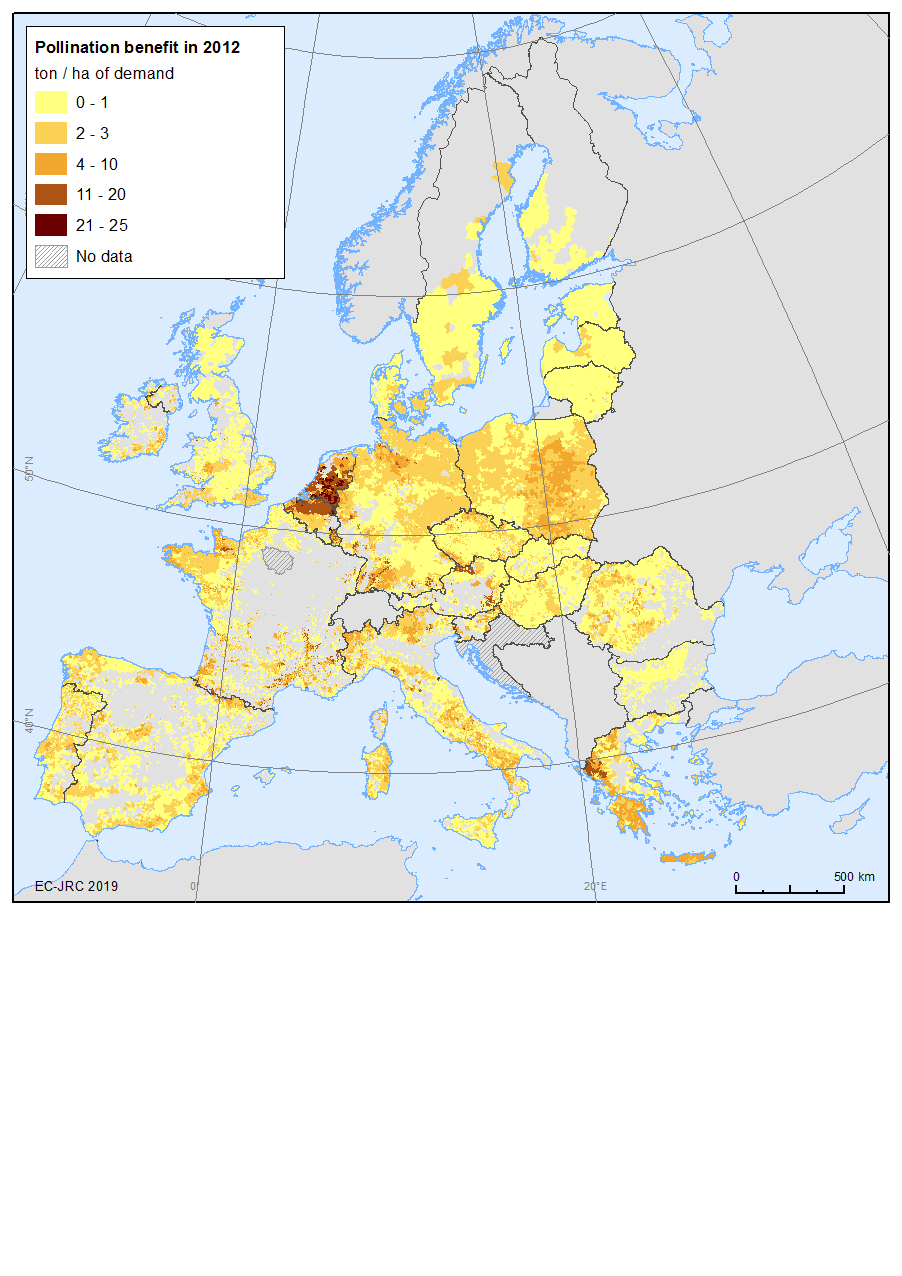 Pollination benefit in 2012
ton / ha of demand
0 - 1
2 - 3
4 - 10
11 - 20
21 - 25
No data
50°N
40°N
EC-JRC 2019
0°
20°E
0
500 km